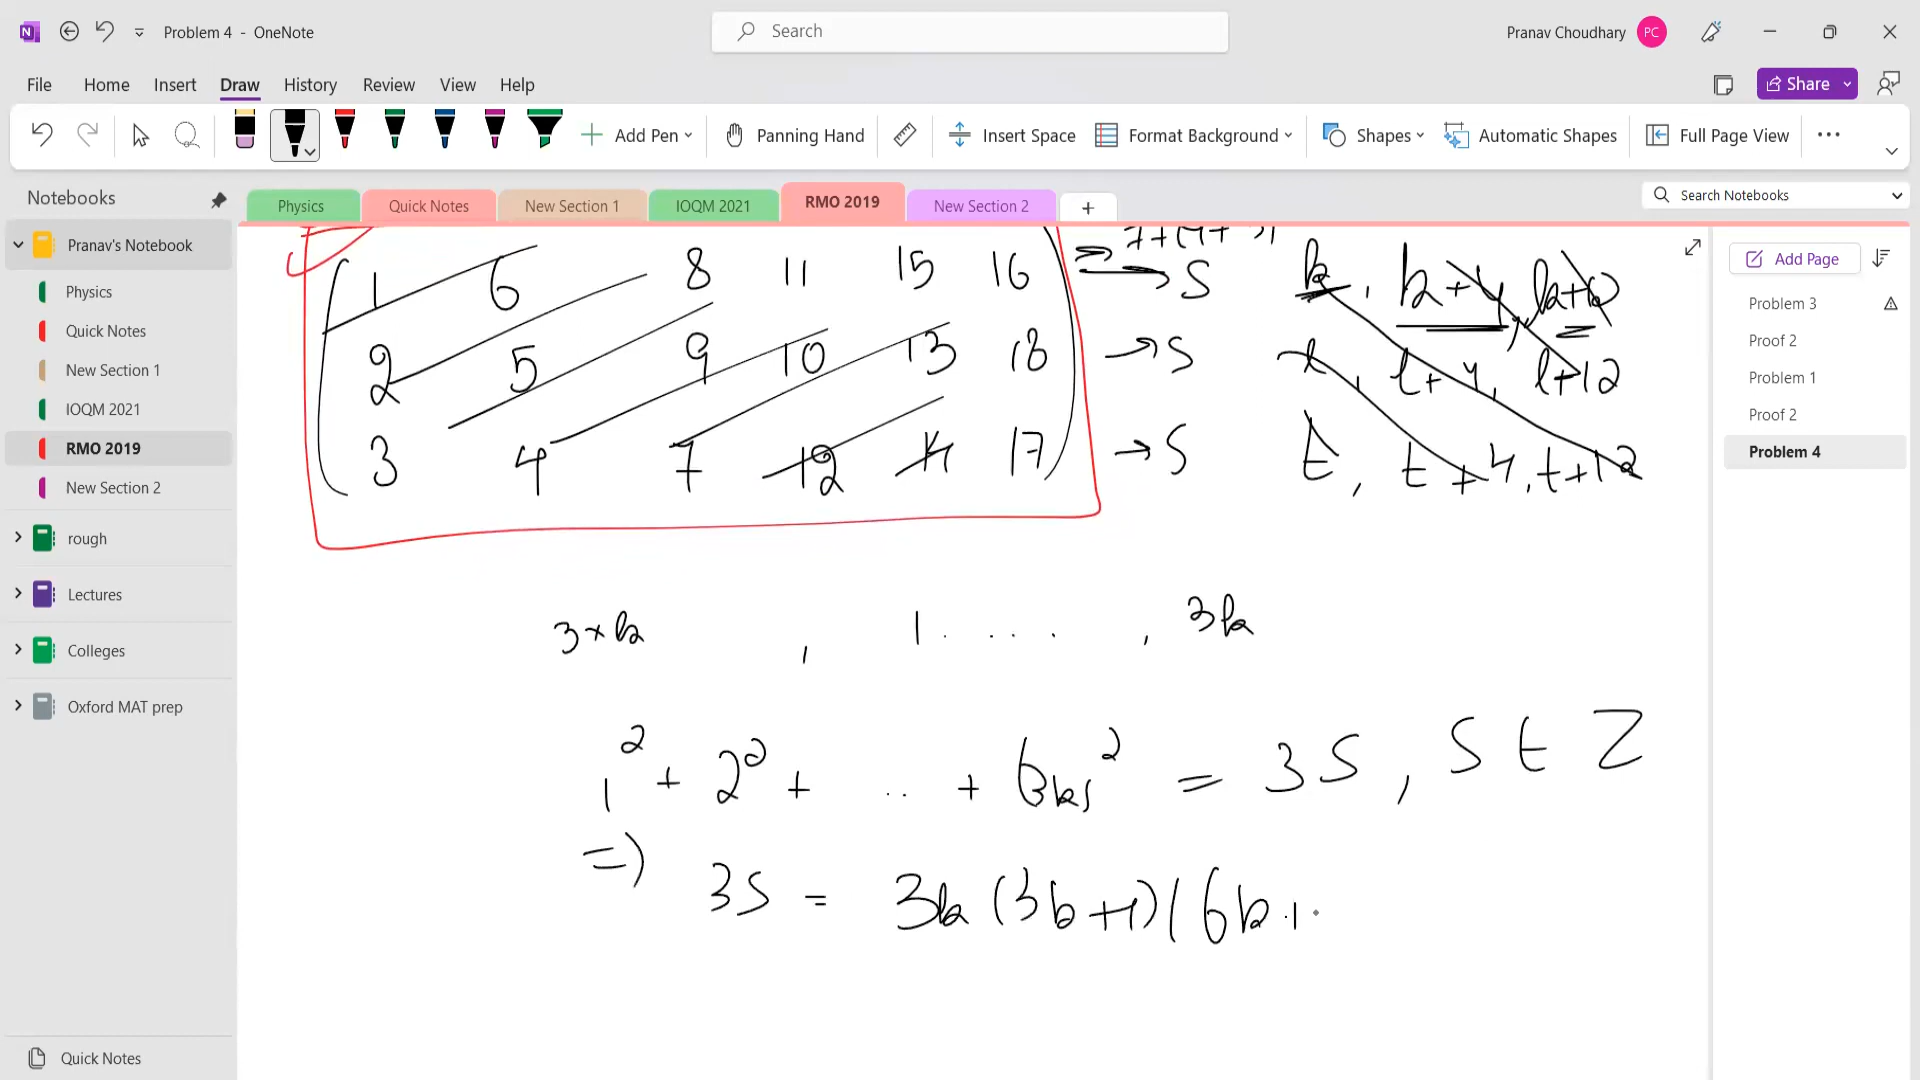 Problem 4 - OneNote
Search
Pranav Choudhary PC
File Home Insert Draw History Review View Help
Share
Add Pen Panning Hand Insert Space Format Background Shapes Automatic Shapes Full Page View
Notebooks
Physics Quick Notes New Section 1 IOQM 2021 RMO 2019 New Section 2 +
Search Notebooks
Pranav's Notebook
Physics
Quick Notes
New Section 1
IOQM 2021
RMO 2019
New Section 2
rough
Lectures
Colleges
Oxford MAT prep
Quick Notes
1 6 8 11 15 16 → S k, k+4, k+12
2 5 9 10 13 18 → S l, l+4, l+12
3 4 7 12 14 17 → S t, t+4, t+12
3×k , 1 . . . . , 3k
1² + 2² + .. + (3k)² = 3S, S ∈ Z
=> 3S = 3k(3k+1)(6k+
Add Page
Problem 3
Proof 2
Problem 1
Proof 2
Problem 4